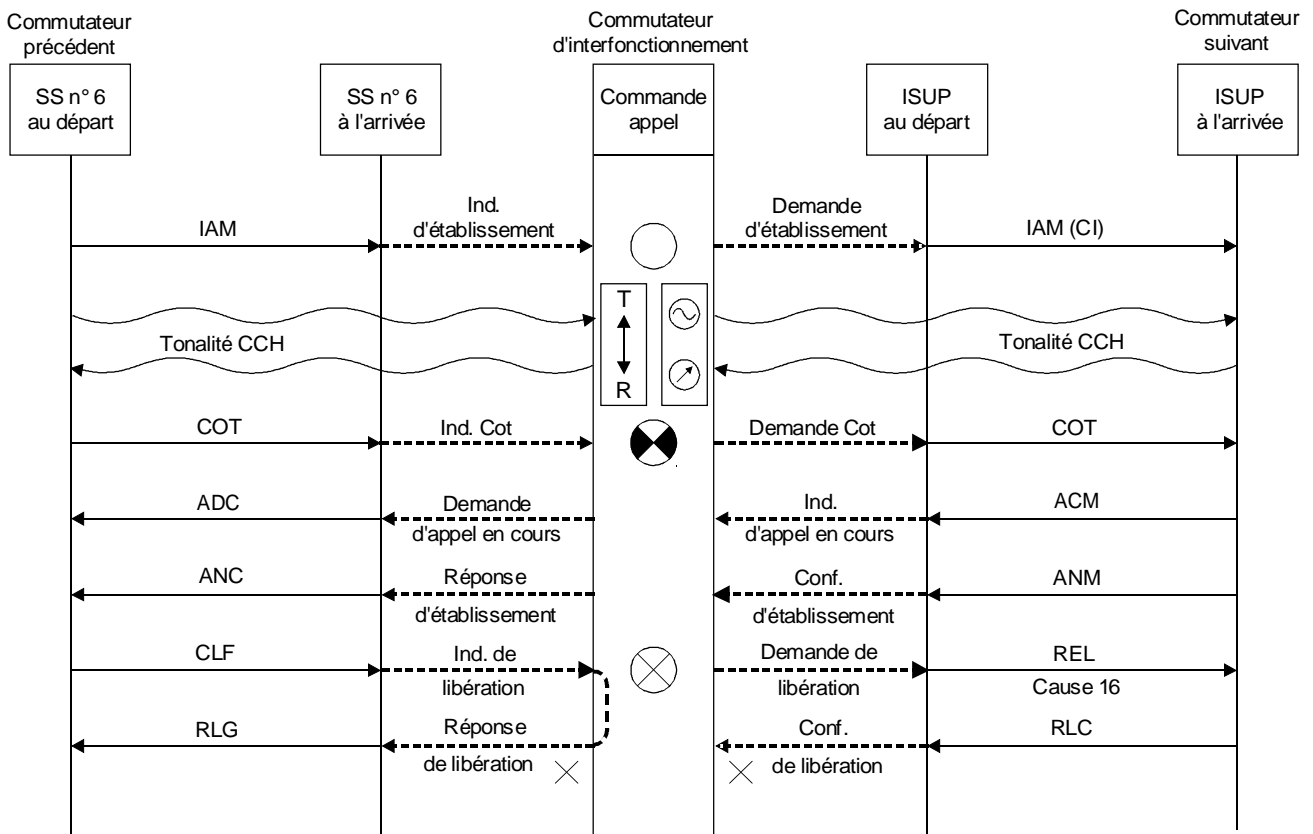 Commutateur
précédent
Commutateur
d'interfonctionnement
Commutateur
suivant
SS n° 6
au départ
SS n° 6
à l'arrivée
Commande
appel
ISUP
au départ
ISUP
à l'arrivée
IAM
Ind.
d'établissement
Demande
d'établissement
IAM (CI)
Tonalité CCH
T
R
Tonalité CCH
COT
Ind. Cot
Demande Cot
COT
ADC
Demande
d'appel en cours
Ind.
d'appel en cours
ACM
ANC
Réponse
d'établissement
Conf.
d'établissement
ANM
CLF
Ind. de
libération
Demande de
libération
REL
Cause 16
RLG
Réponse
de libération
Conf.
de libération
RLC